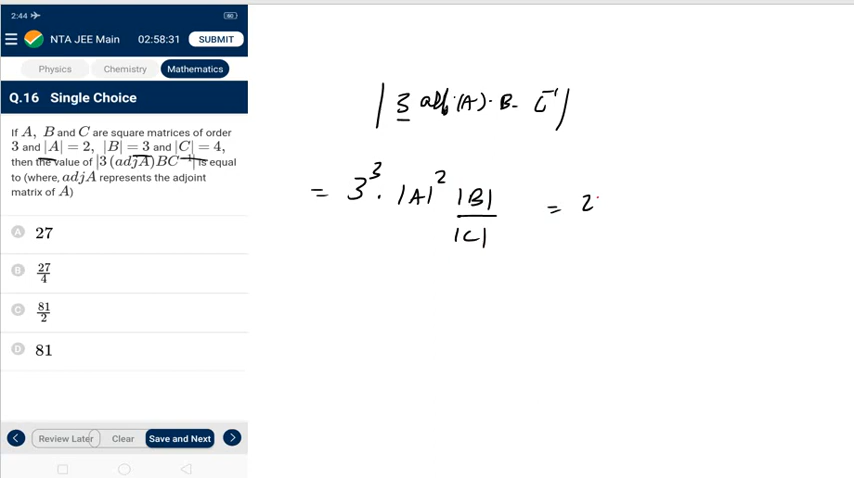 2:44
NTA JEE Main 02:58:31 SUBMIT
Physics Chemistry Mathematics
Q.16 Single Choice
If A, B and C are square matrices of order
3 and |A| = 2, |B| = 3 and |C| = 4,
then the value of |3 (adjA) BC⁻¹| is equal
to (where, adjA represents the adjoint
matrix of A)
A 27
B 27/4
C 81/2
D 81
Review Later Clear Save and Next
| 3 adj.(A). B. C⁻¹ |
= 3³ . |A|² |B| / |C| = 2